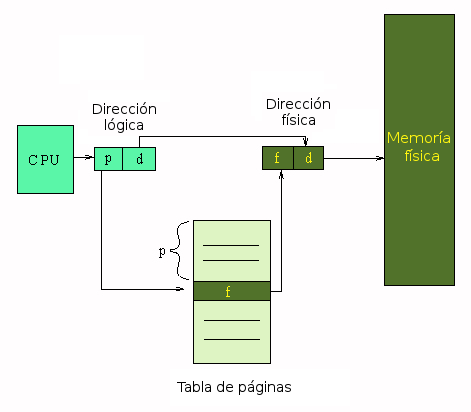 Dirección
lógica
Dirección
física
CPU
p
d
f
d
Memoría
física
p
f
Tabla de páginas